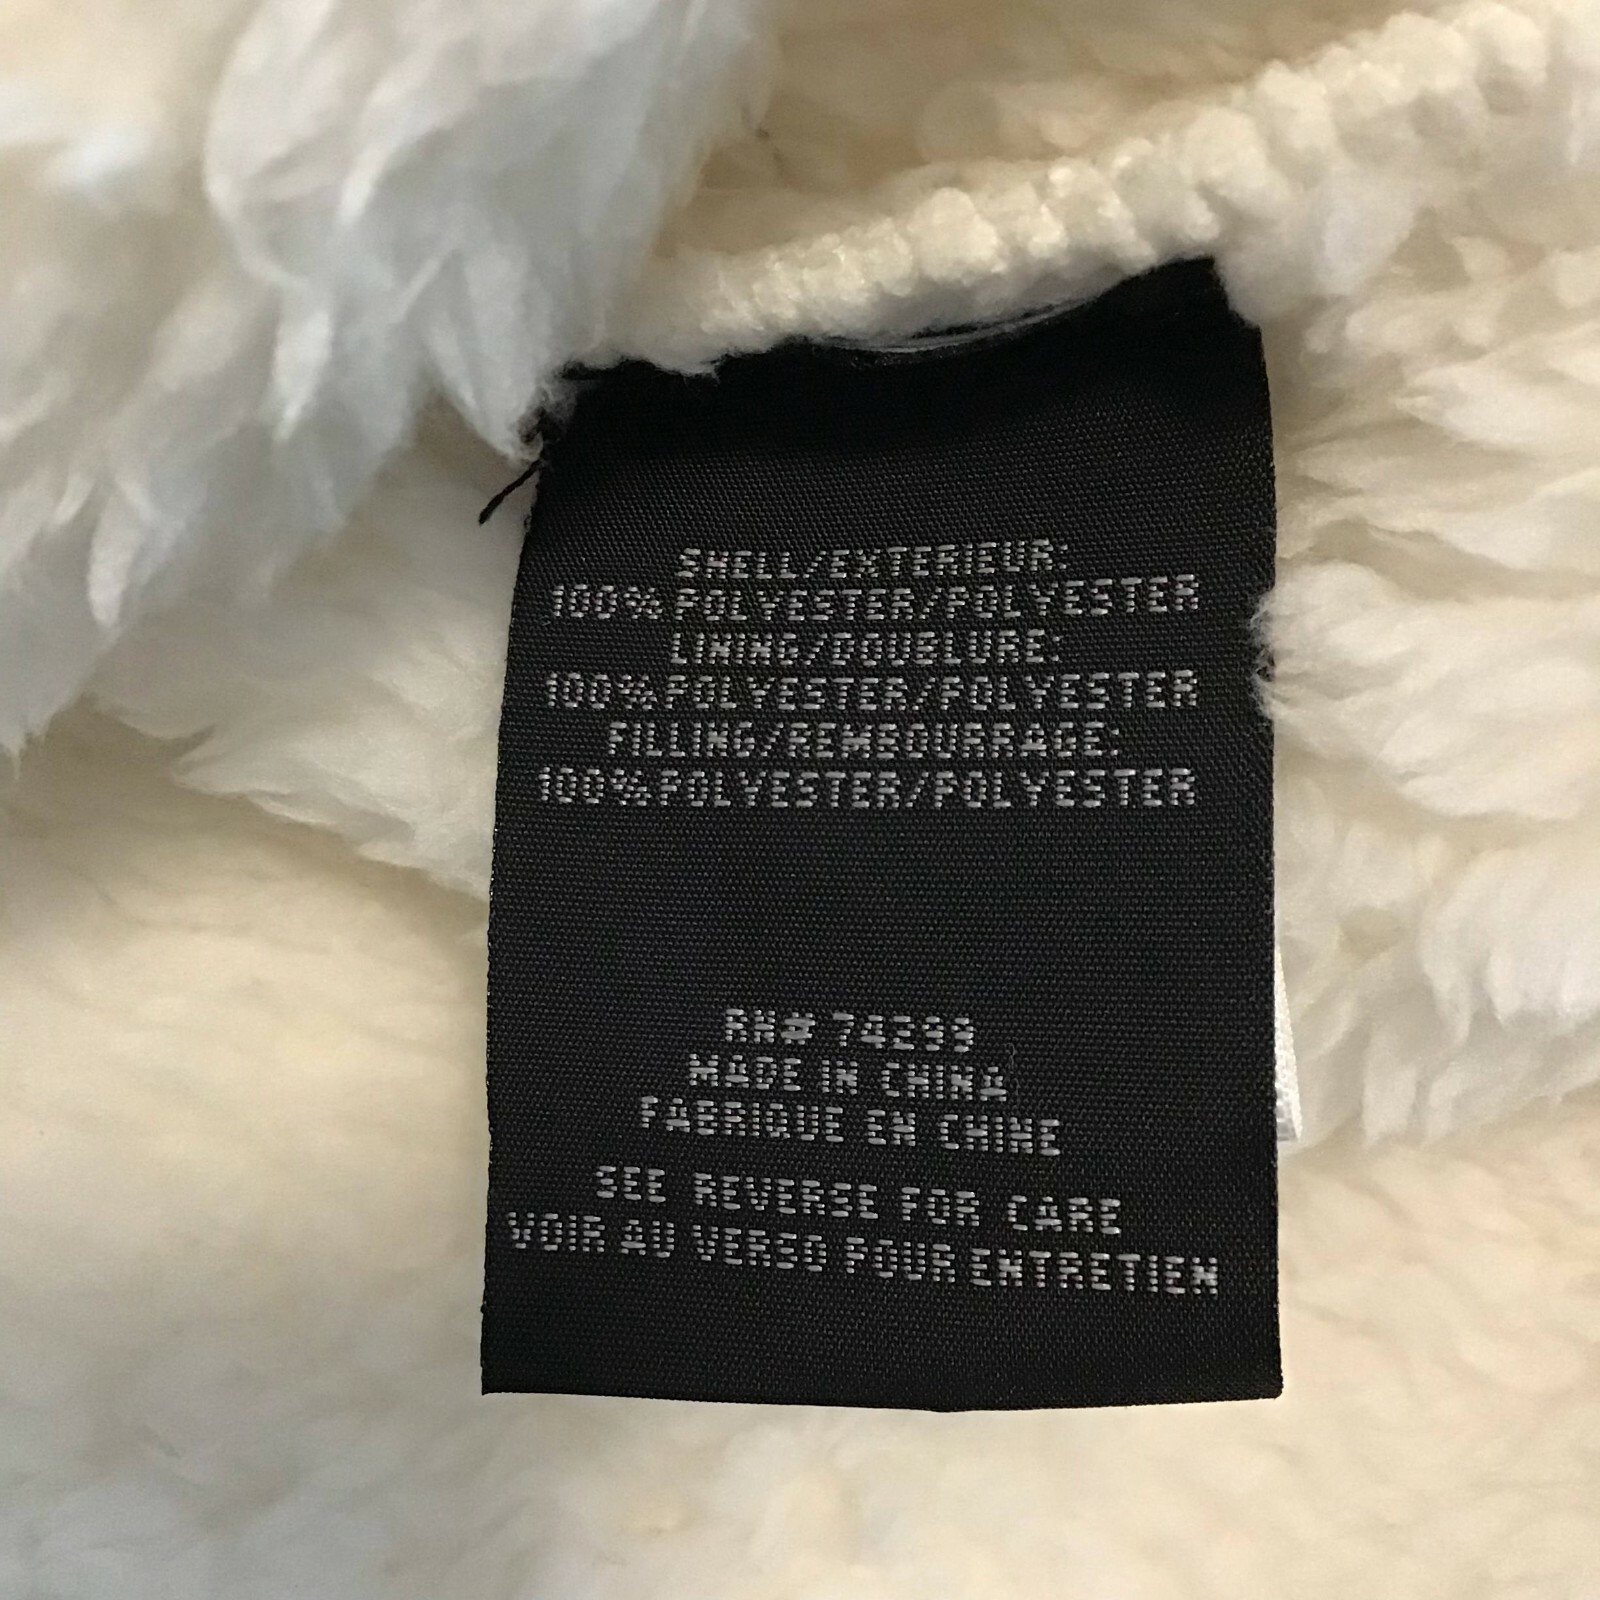 SHELL/EXTERIEUR:
100% POLYESTER/POLYESTER
LINING/DOUBLURE:
100% POLYESTER/POLYESTER
FILLING/REMBOURRAGE:
100% POLYESTER/POLYESTER
RN# 74299
MADE IN CHINA
FABRIQUE EN CHINE
SEE REVERSE FOR CARE
VOIR AU VERSO POUR ENTRETIEN